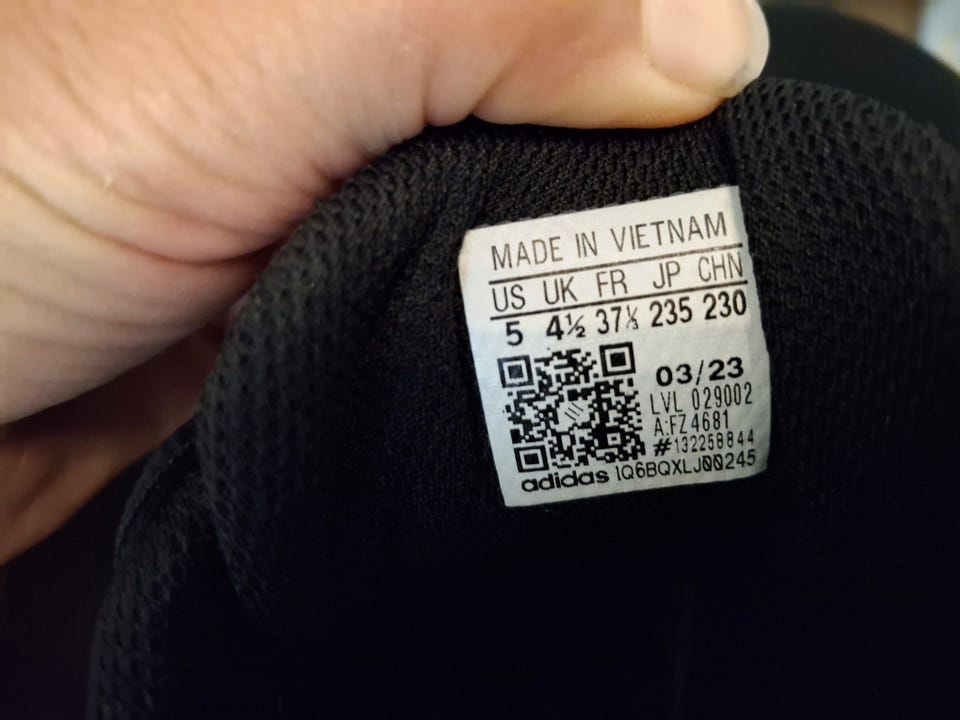 MADE IN VIETNAM
US UK FR JP CHN
5 4½ 37⅓ 235 230
03/23
LVL 029002
A:FZ4681
#132258844
adidas 1Q6BQXLJ00245